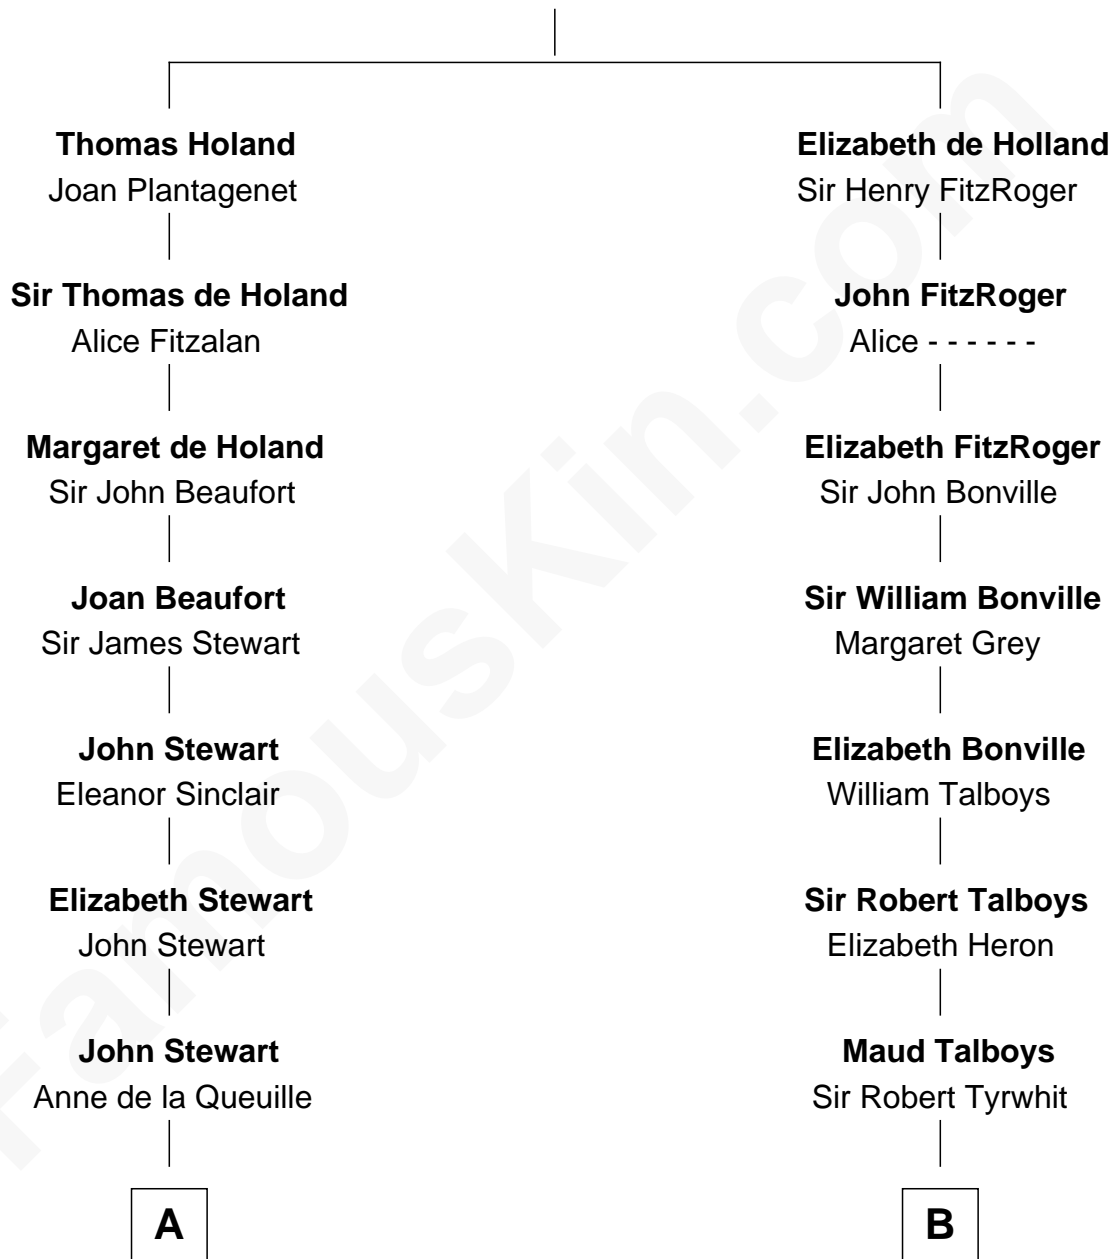 Thomas Holand
Joan Plantagenet
Sir Thomas de Holand
Alice Fitzalan
Margaret de Holand
Sir John Beaufort
Joan Beaufort
Sir James Stewart
John Stewart
Eleanor Sinclair
Elizabeth Stewart
John Stewart
John Stewart
Anne de la Queuille
A
Elizabeth de Holland
Sir Henry FitzRoger
John FitzRoger
Alice - - - - - -
Elizabeth FitzRoger
Sir John Bonville
Sir William Bonville
Margaret Grey
Elizabeth Bonville
William Talboys
Sir Robert Talboys
Elizabeth Heron
Maud Talboys
Sir Robert Tyrwhit
B
FamousKin.com